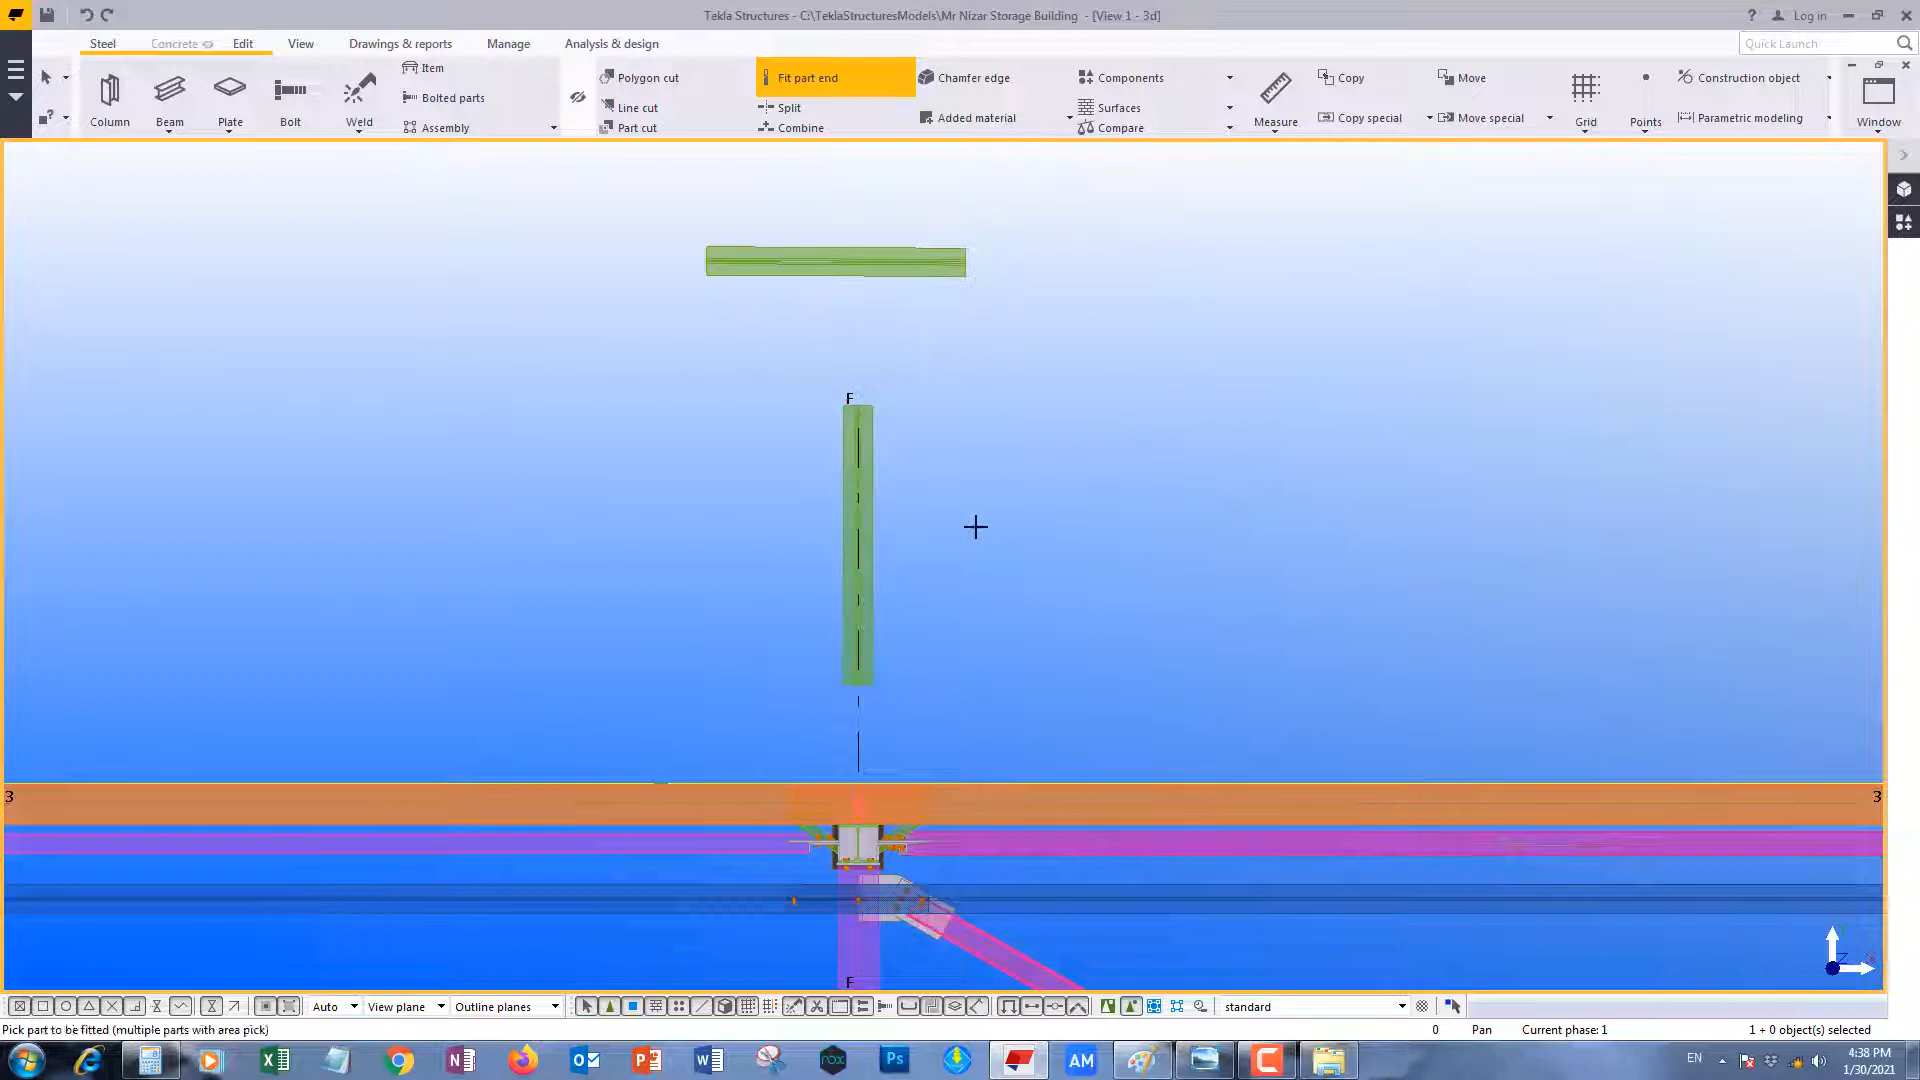 Tekla Structures - C:\TeklaStructuresModels\Mr Nizar Storage Building - [View 1 - 3d]
? Log in
Steel Concrete Edit View Drawings & reports Manage Analysis & design
Quick Launch
Column Beam Plate Bolt Weld
Item
Bolted parts
Assembly
Polygon cut
Line cut
Part cut
Fit part end
Split
Combine
Chamfer edge
Added material
Components
Surfaces
Compare
Measure
Copy
Copy special
Move
Move special
Grid
Points
Construction object
Parametric modeling
Window
F
3
3
F
Auto View plane Outline planes standard
Pick part to be fitted (multiple parts with area pick)
0 Pan Current phase: 1 1 + 0 object(s) selected
nox Ps AM
EN
4:38 PM
1/30/2021